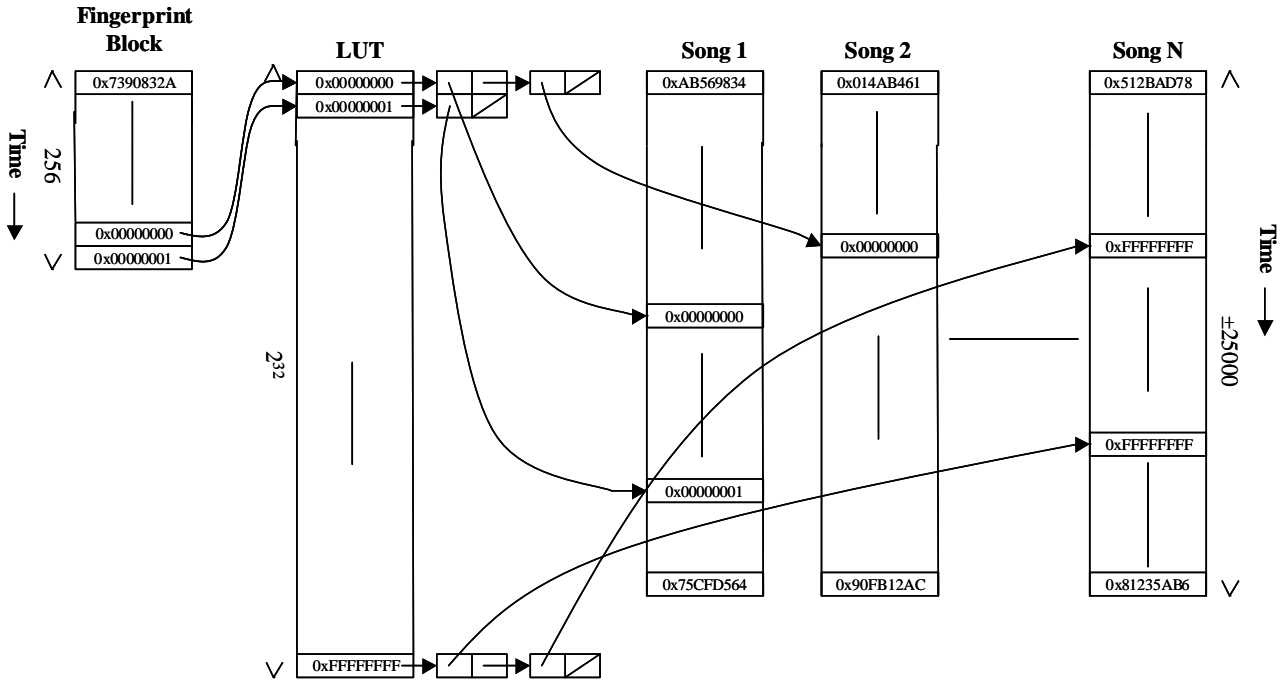 Fingerprint
Block
LUT
Song 1
Song 2
Song N
0x7390832A
0x00000000
0x00000001
Time
256
0x00000000
0x00000001
2³²
0xFFFFFFFF
0xAB569834
0x00000000
0x00000001
0x75CFD564
0x014AB461
0x00000000
0x90FB12AC
0x512BAD78
0xFFFFFFFF
0xFFFFFFFF
0x81235AB6
±25000
Time